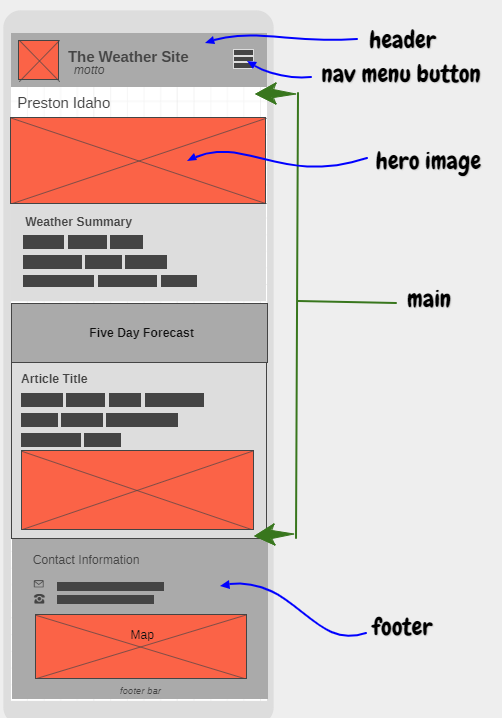 The Weather Site
motto
header
nav menu button
Preston Idaho
hero image
Weather Summary
main
Five Day Forecast
Article Title
Contact Information
footer
Map
footer bar